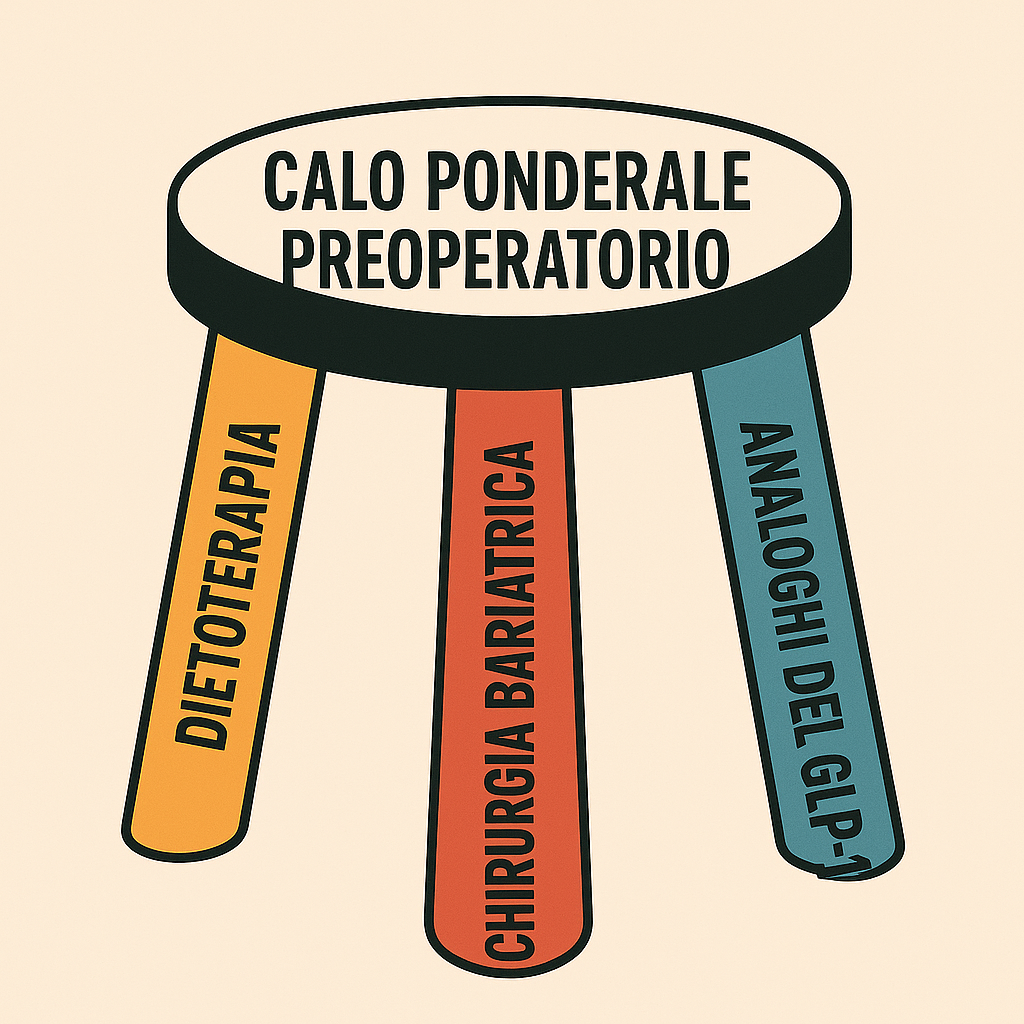 CALO PONDERALE
PREOPERATORIO
DIETOTERAPIA
CHIRURGIA BARIATRICA
ANALOGHI DEL GLP-1